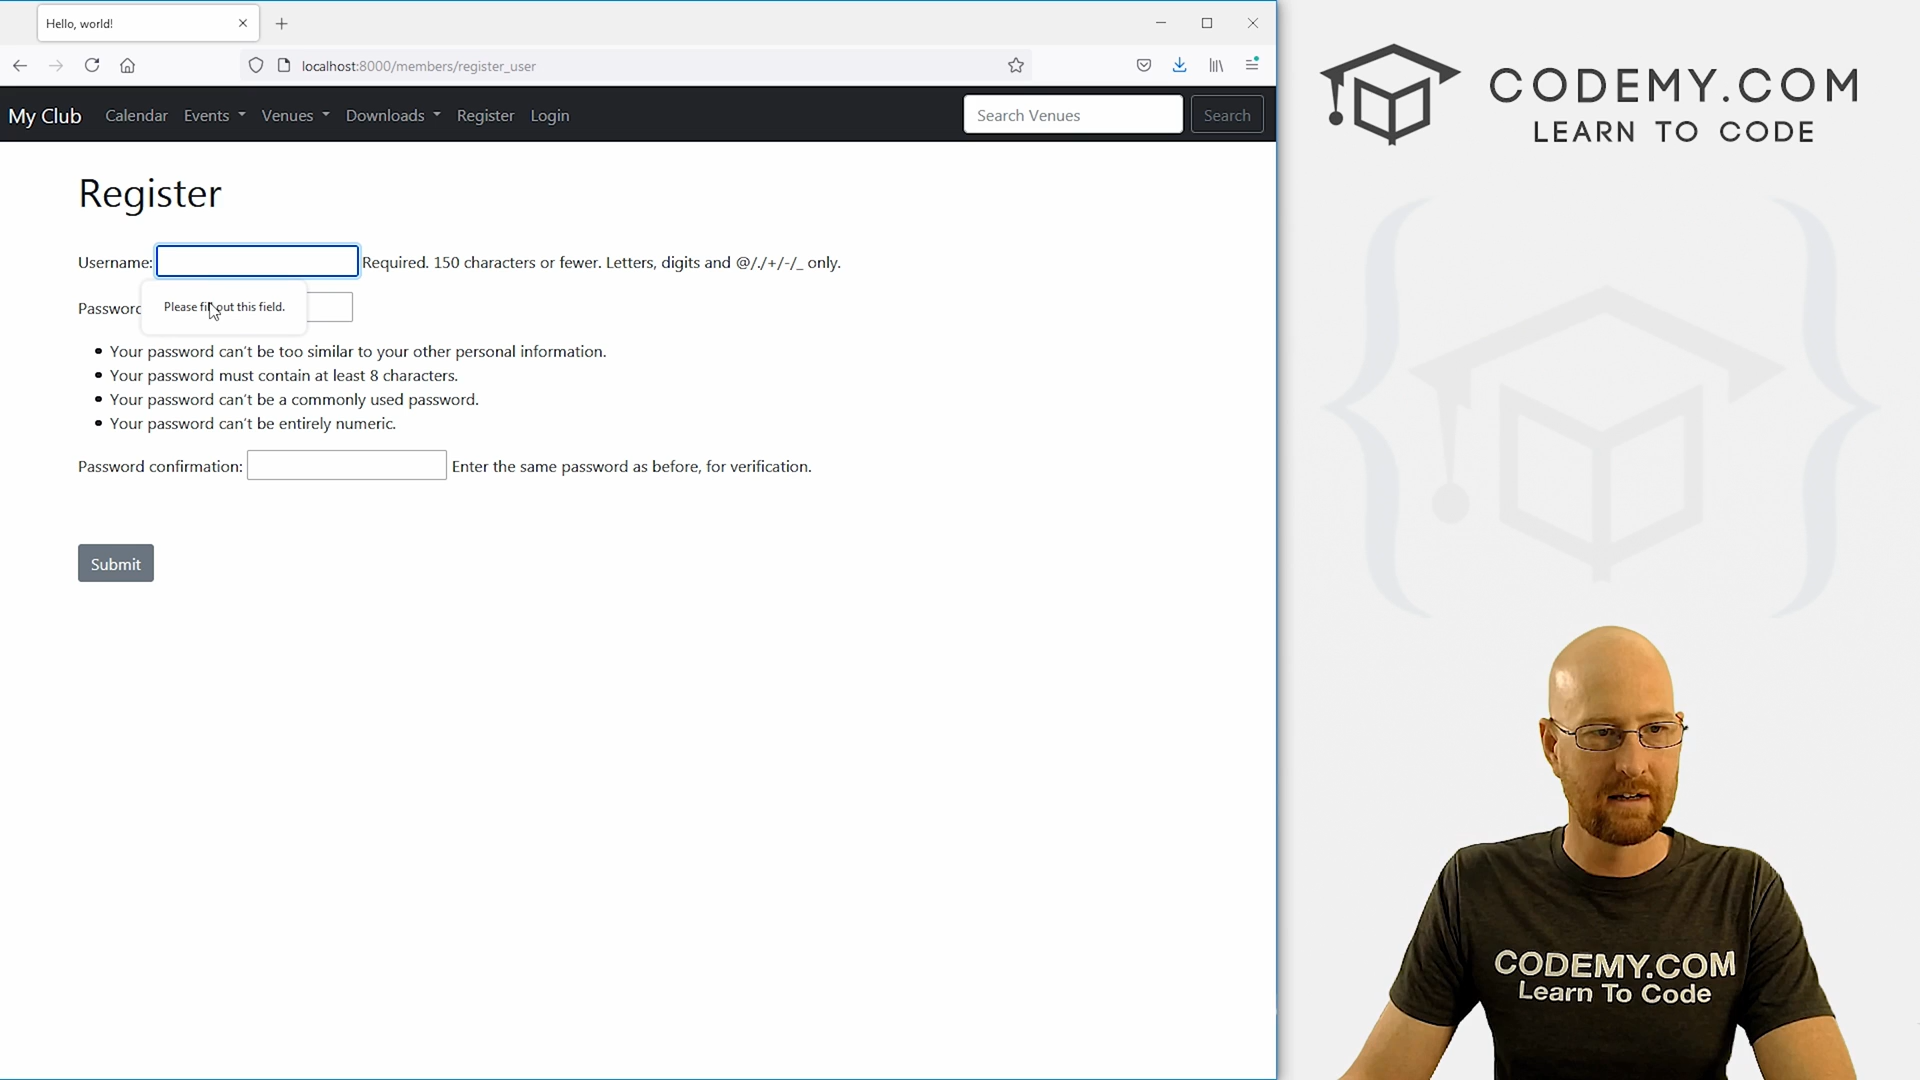 Hello, world!
localhost:8000/members/register_user
My Club Calendar Events Venues Downloads Register Login Search Venues Search
Register
Username: Required. 150 characters or fewer. Letters, digits and @/./+/-/_ only.
Password
Please fill out this field.
Your password can't be too similar to your other personal information.
Your password must contain at least 8 characters.
Your password can't be a commonly used password.
Your password can't be entirely numeric.
Password confirmation: Enter the same password as before, for verification.
Submit
CODEMY.COM
LEARN TO CODE
CODEMY.COM
Learn To Code